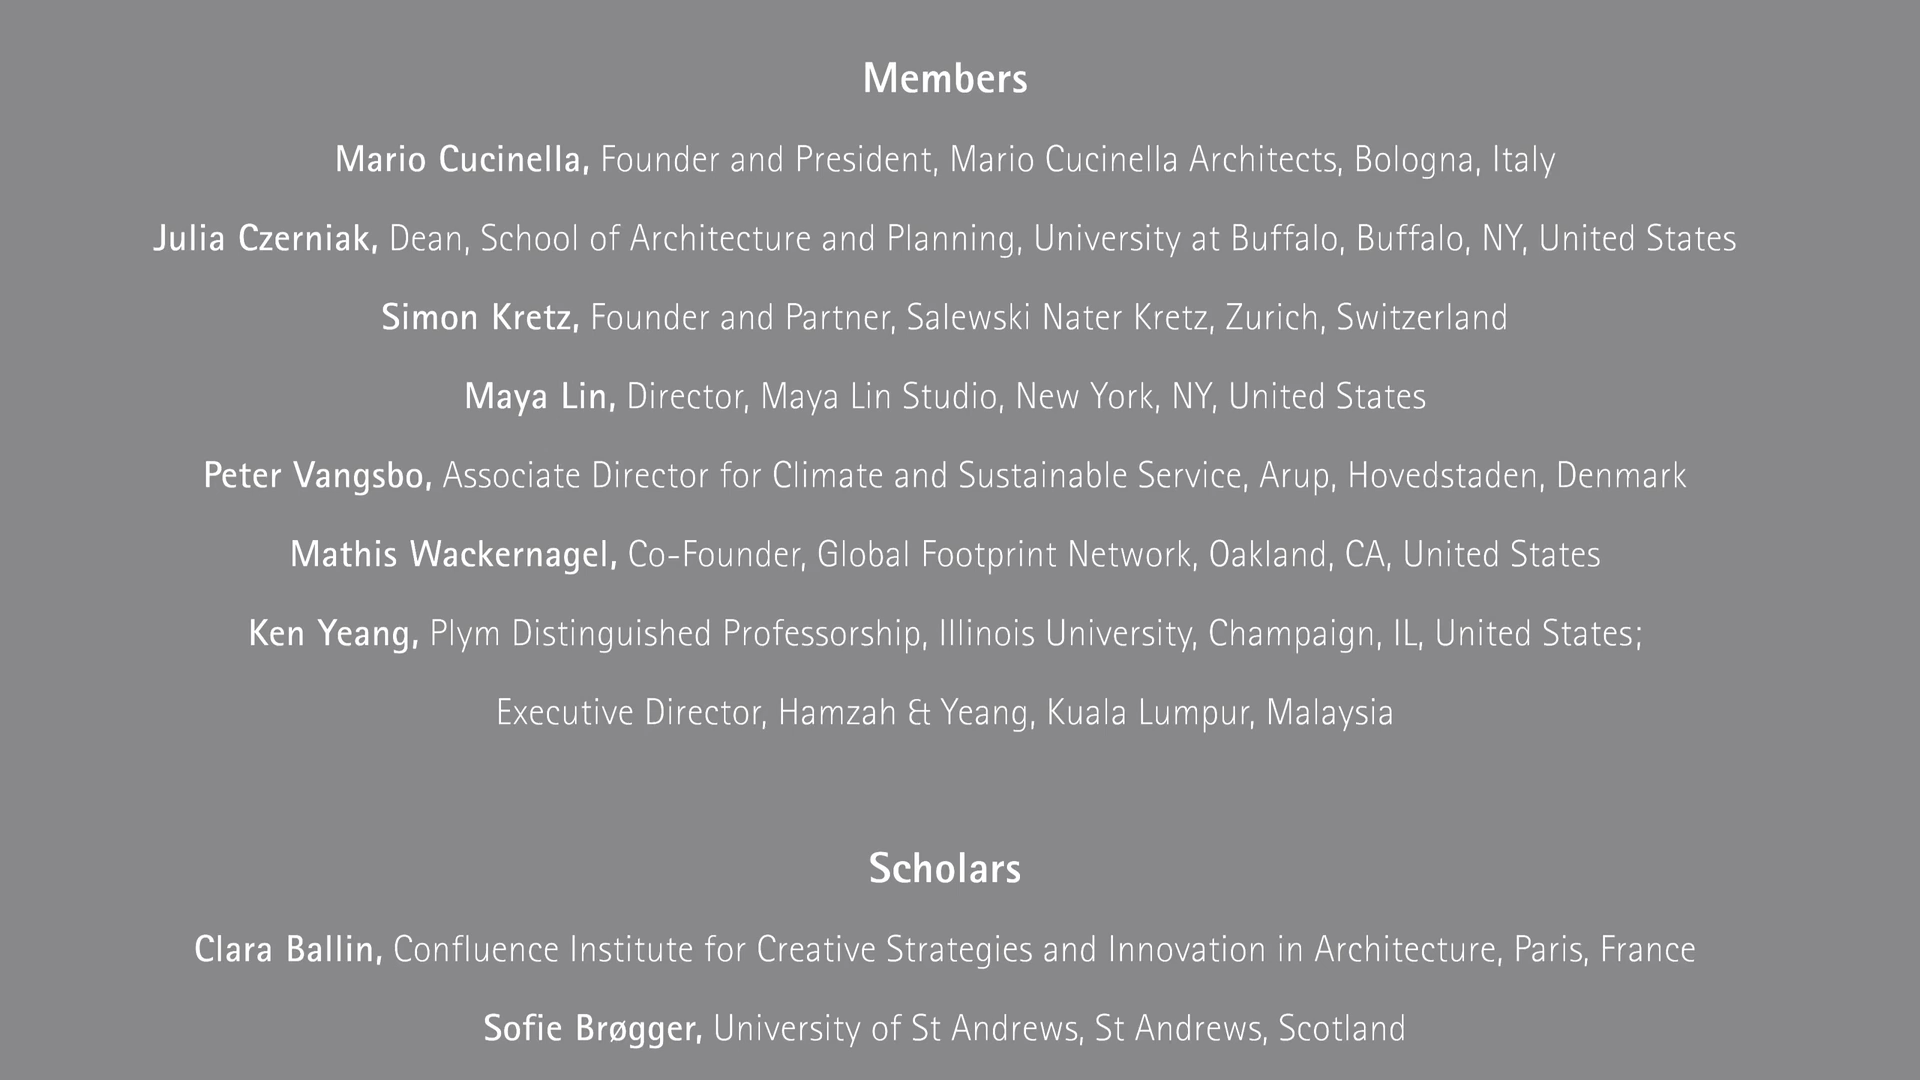 Members
Mario Cucinella, Founder and President, Mario Cucinella Architects, Bologna, Italy
Julia Czerniak, Dean, School of Architecture and Planning, University at Buffalo, Buffalo, NY, United States
Simon Kretz, Founder and Partner, Salewski Nater Kretz, Zurich, Switzerland
Maya Lin, Director, Maya Lin Studio, New York, NY, United States
Peter Vangsbo, Associate Director for Climate and Sustainable Service, Arup, Hovedstaden, Denmark
Mathis Wackernagel, Co-Founder, Global Footprint Network, Oakland, CA, United States
Ken Yeang, Plym Distinguished Professorship, Illinois University, Champaign, IL, United States;
Executive Director, Hamzah & Yeang, Kuala Lumpur, Malaysia
Scholars
Clara Ballin, Confluence Institute for Creative Strategies and Innovation in Architecture, Paris, France
Sofie Brøgger, University of St Andrews, St Andrews, Scotland